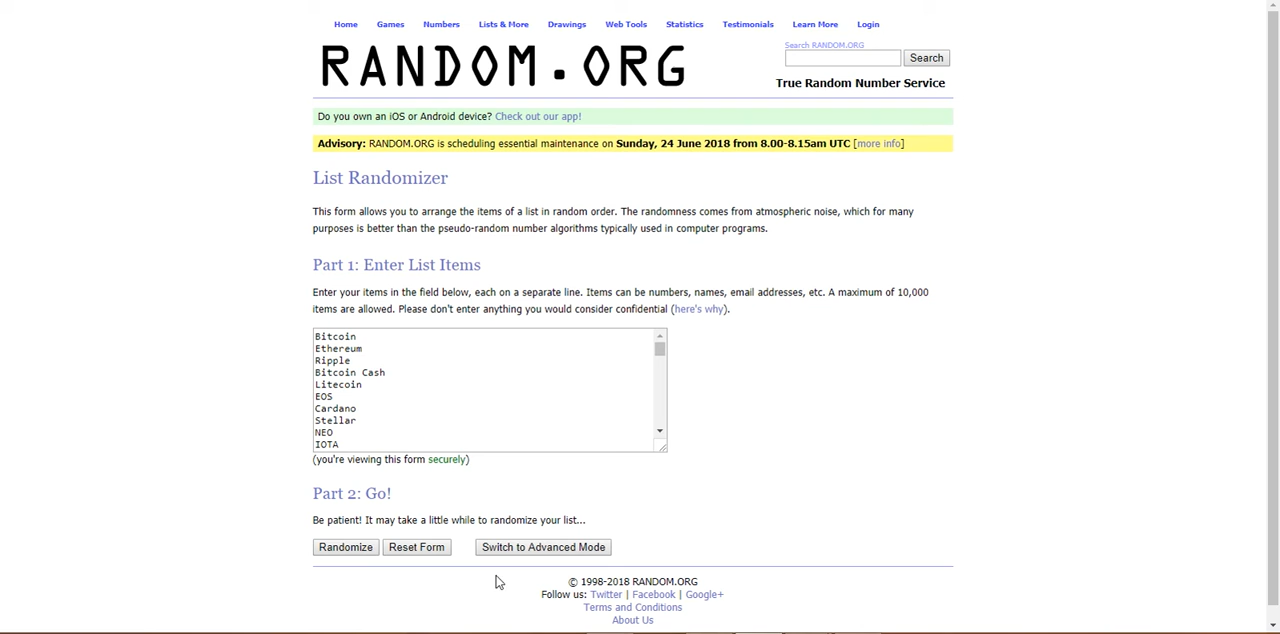 Home Games Numbers Lists & More Drawings Web Tools Statistics Testimonials Learn More Login
RANDOM.ORG
Search RANDOM.ORG
Search
True Random Number Service
Do you own an iOS or Android device? Check out our app!
Advisory: RANDOM.ORG is scheduling essential maintenance on Sunday, 24 June 2018 from 8.00-8.15am UTC [more info]
List Randomizer
This form allows you to arrange the items of a list in random order. The randomness comes from atmospheric noise, which for many
purposes is better than the pseudo-random number algorithms typically used in computer programs.
Part 1: Enter List Items
Enter your items in the field below, each on a separate line. Items can be numbers, names, email addresses, etc. A maximum of 10,000
items are allowed. Please don't enter anything you would consider confidential (here's why).
Bitcoin
Ethereum
Ripple
Bitcoin Cash
Litecoin
EOS
Cardano
Stellar
NEO
IOTA
(you're viewing this form securely)
Part 2: Go!
Be patient! It may take a little while to randomize your list...
Randomize Reset Form Switch to Advanced Mode
© 1998-2018 RANDOM.ORG
Follow us: Twitter | Facebook | Google+
Terms and Conditions
About Us